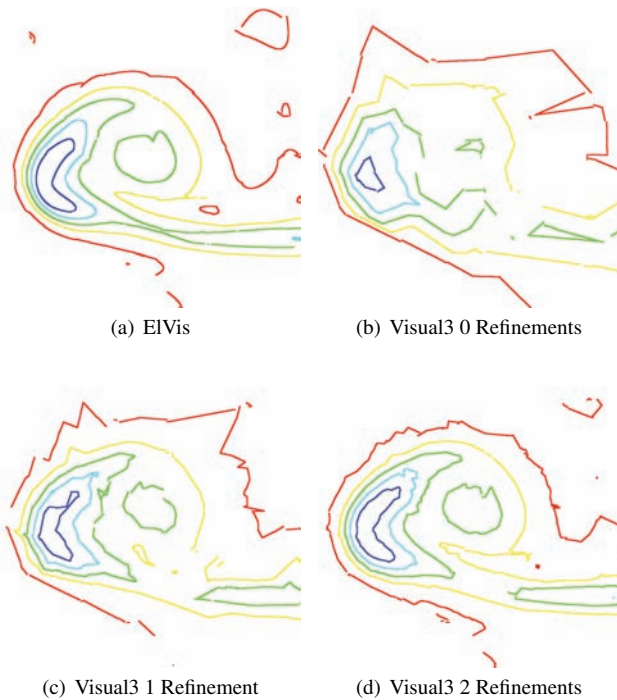 (a) ElVis
(b) Visual3 0 Refinements
(c) Visual3 1 Refinement
(d) Visual3 2 Refinements